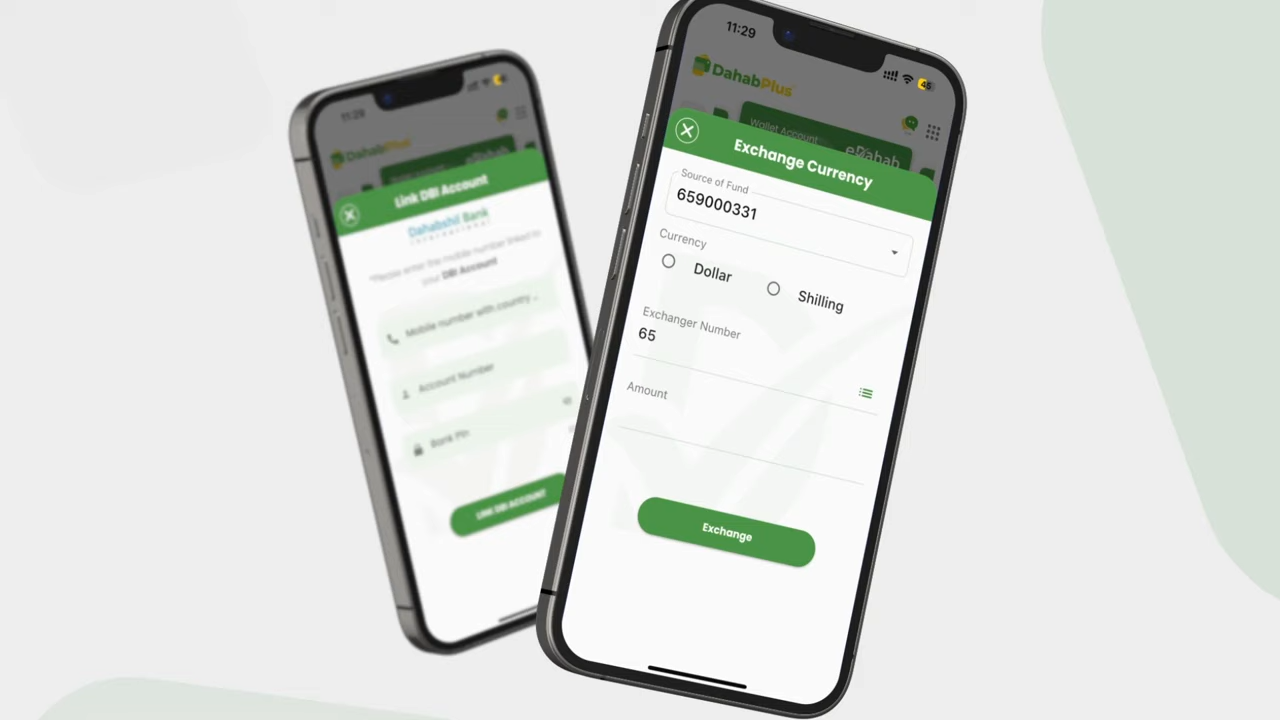 11:29
DahabPlus
Link DBI Account
Dahabshil Bank
International
*Please enter the mobile number linked to
your DBI Account
Mobile number with country ...
Account Number
Bank Pin
LINK DBI ACCOUNT
11:29
45
DahabPlus
Wallet Account
eDahab
Exchange Currency
Source of Fund
659000331
Currency
Dollar
Shilling
Exchanger Number
65
Amount
Exchange